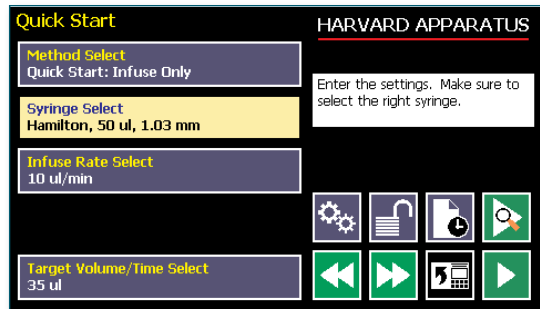 Quick Start
Method Select
Quick Start: Infuse Only
Syringe Select
Hamilton, 50 ul, 1.03 mm
Infuse Rate Select
10 ul/min
Target Volume/Time Select
35 ul
HARVARD APPARATUS
Enter the settings. Make sure to
select the right syringe.